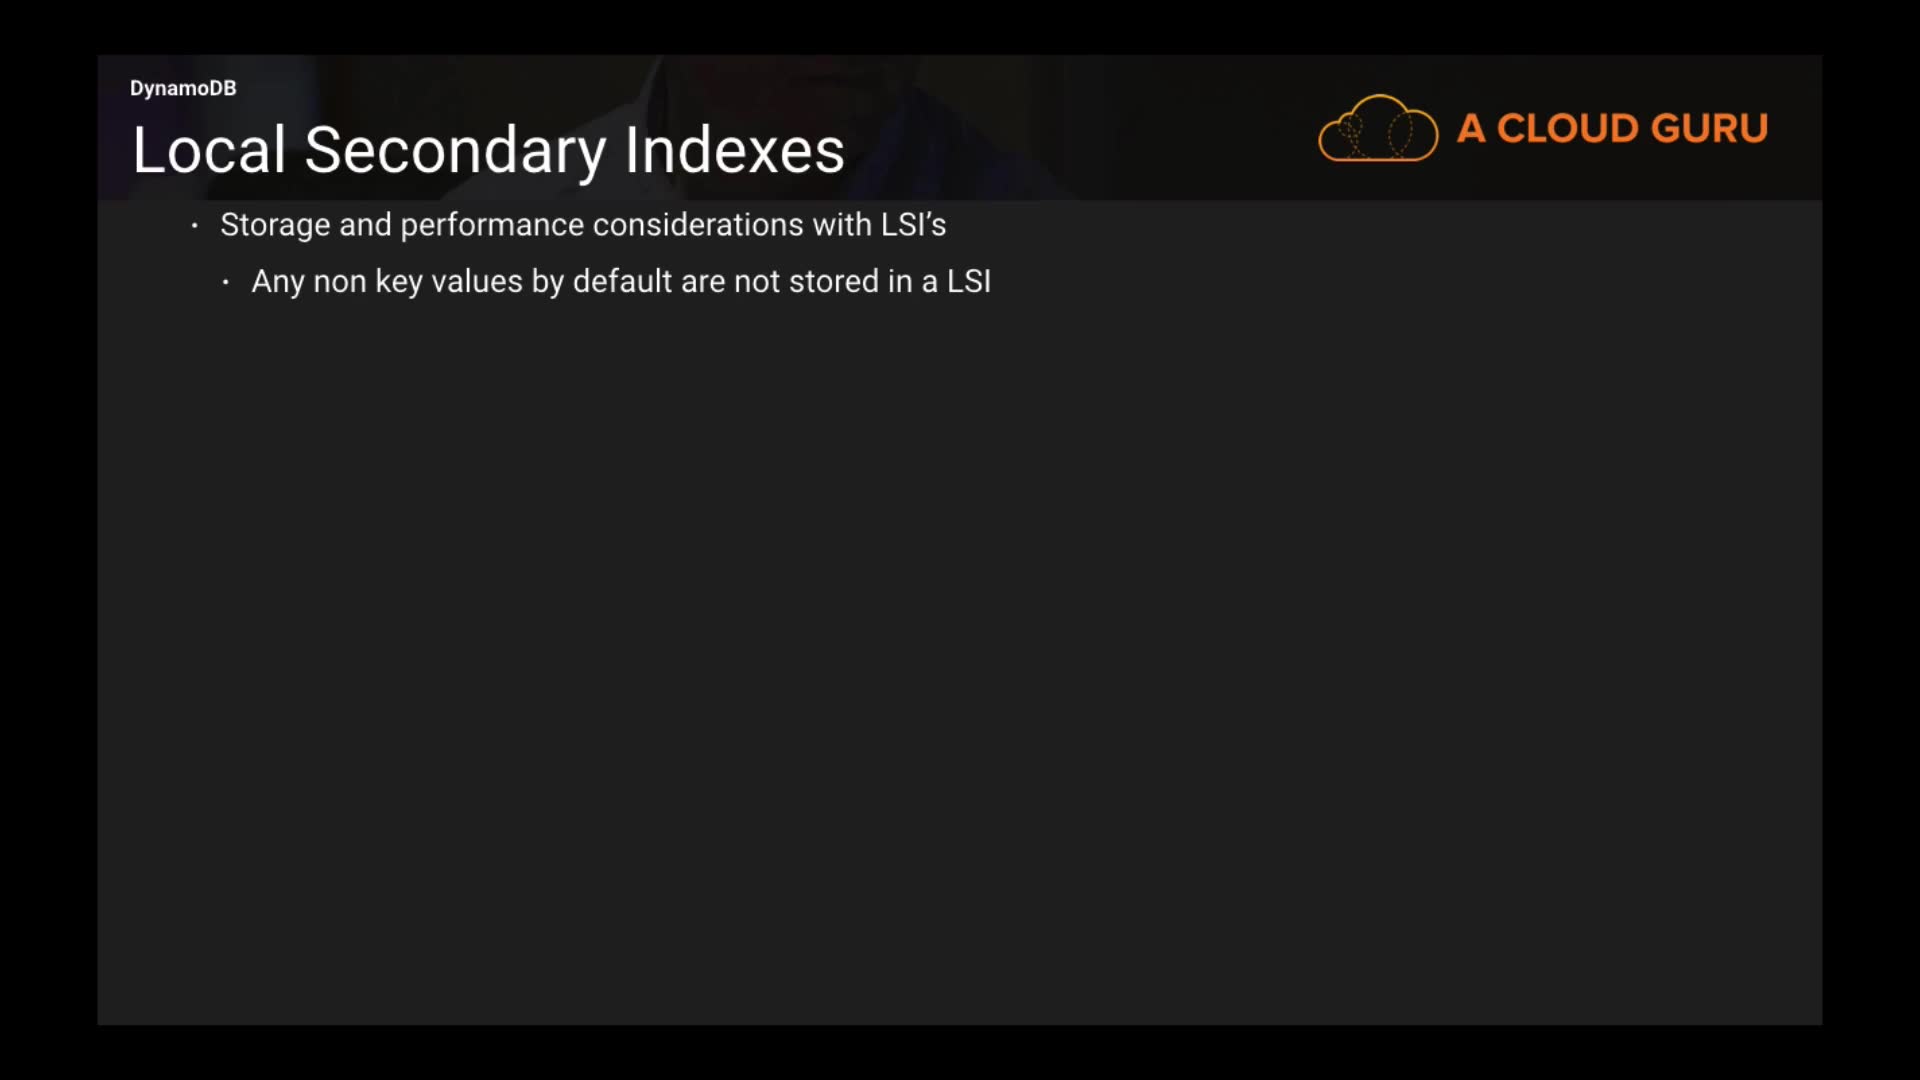 DynamoDB
Local Secondary Indexes
A CLOUD GURU
· Storage and performance considerations with LSI’s
· Any non key values by default are not stored in a LSI